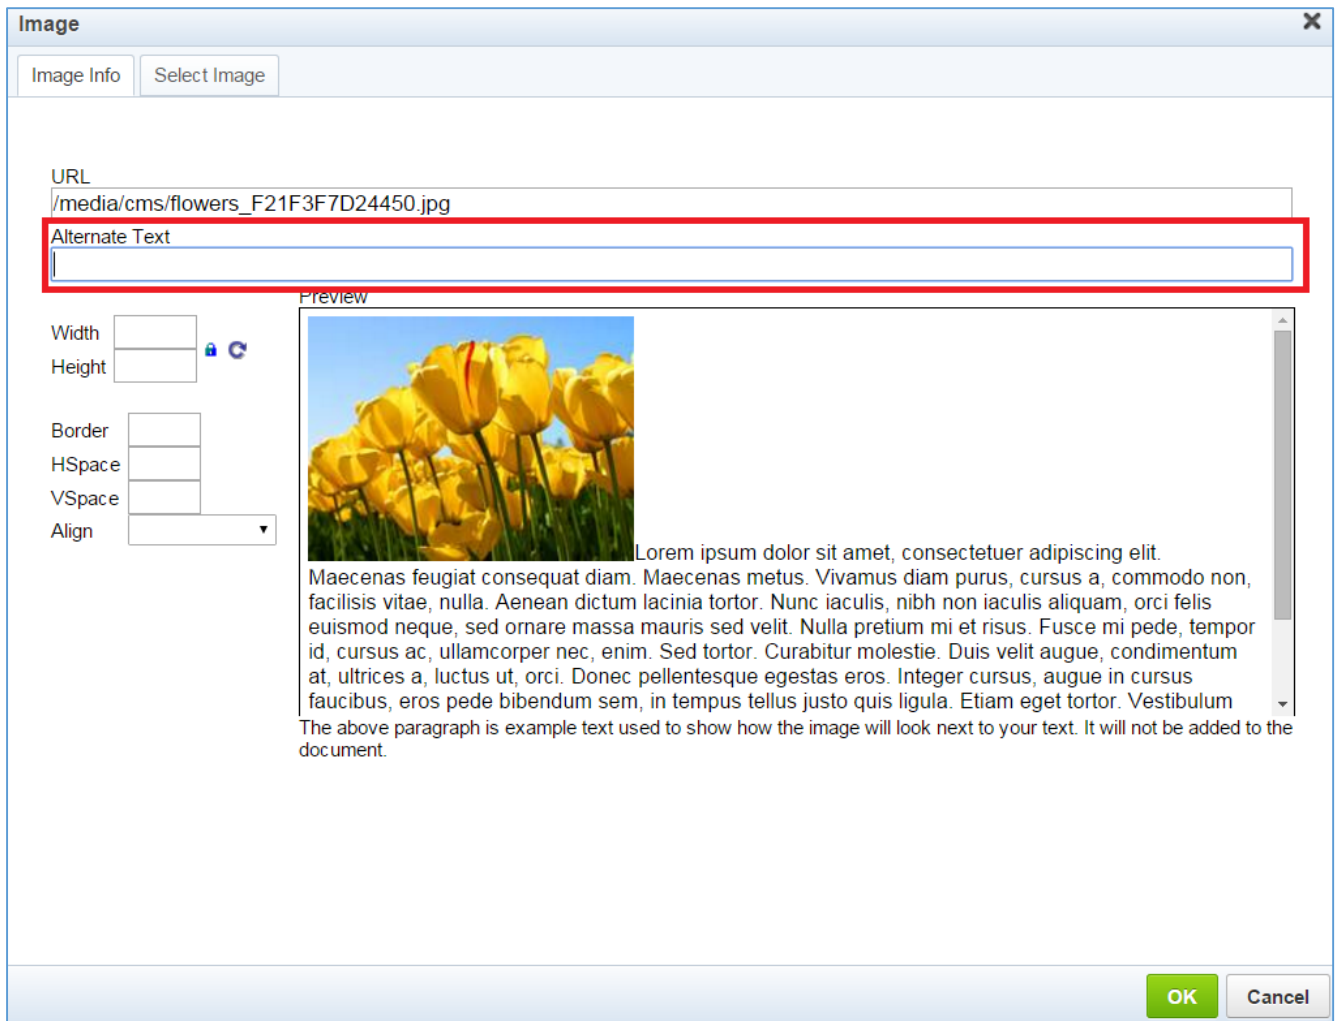 Image
Image Info
Select Image
URL
/media/cms/flowers_F21F3F7D24450.jpg
Alternate Text
Preview
Width
Height
Border
HSpace
VSpace
Align
Lorem ipsum dolor sit amet, consectetuer adipiscing elit.
Maecenas feugiat consequat diam. Maecenas metus. Vivamus diam purus, cursus a, commodo non,
facilisis vitae, nulla. Aenean dictum lacinia tortor. Nunc iaculis, nibh non iaculis aliquam, orci felis
euismod neque, sed ornare massa mauris sed velit. Nulla pretium mi et risus. Fusce mi pede, tempor
id, cursus ac, ullamcorper nec, enim. Sed tortor. Curabitur molestie. Duis velit augue, condimentum
at, ultrices a, luctus ut, orci. Donec pellentesque egestas eros. Integer cursus, augue in cursus
faucibus, eros pede bibendum sem, in tempus tellus justo quis ligula. Etiam eget tortor. Vestibulum
The above paragraph is example text used to show how the image will look next to your text. It will not be added to the
document.
OK
Cancel